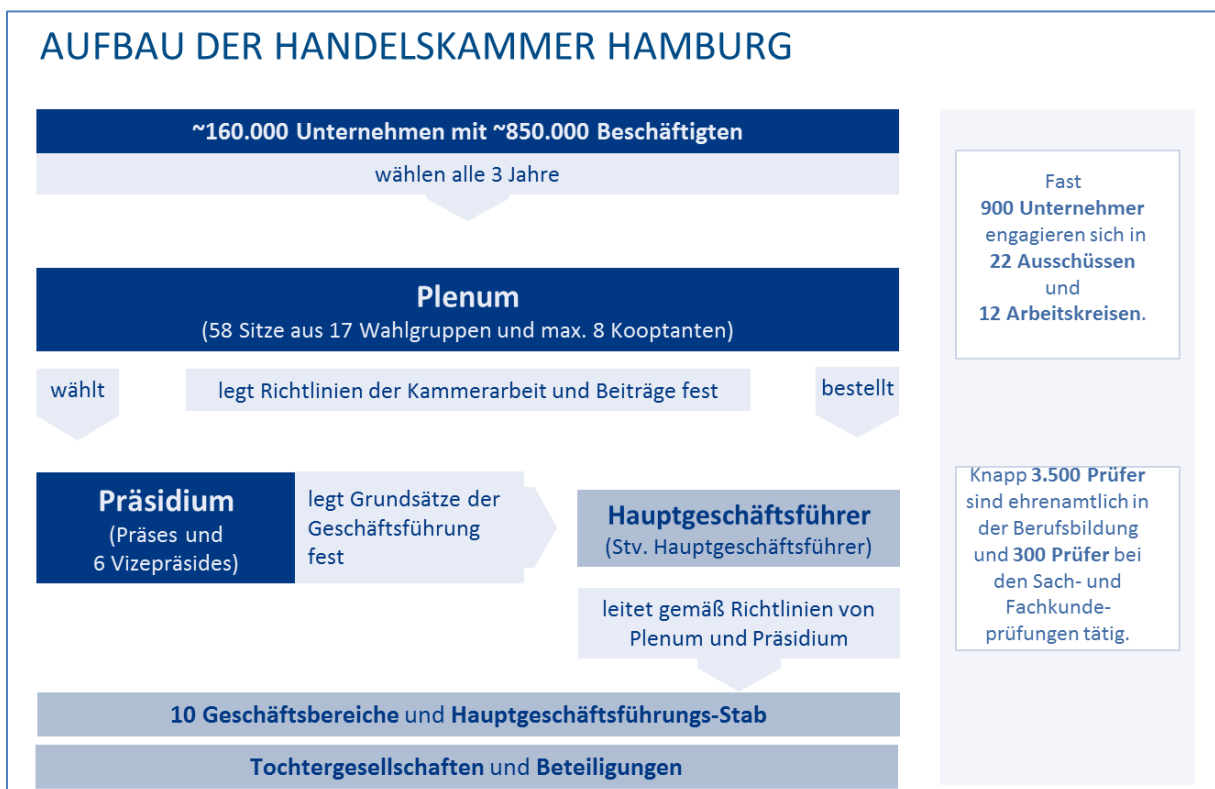 AUFBAU DER HANDELSKAMMER HAMBURG
~160.000 Unternehmen mit ~850.000 Beschäftigten
wählen alle 3 Jahre
Plenum
(58 Sitze aus 17 Wahlgruppen und max. 8 Kooptanten)
wählt
legt Richtlinien der Kammerarbeit und Beiträge fest
bestellt
Präsidium
(Präses und
6 Vizepräsides)
legt Grundsätze der
Geschäftsführung
fest
Hauptgeschäftsführer
(Stv. Hauptgeschäftsführer)
leitet gemäß Richtlinien von
Plenum und Präsidium
10 Geschäftsbereiche und Hauptgeschäftsführungs-Stab
Tochtergesellschaften und Beteiligungen
Fast
900 Unternehmer
engagieren sich in
22 Ausschüssen
und
12 Arbeitskreisen.
Knapp 3.500 Prüfer
sind ehrenamtlich in
der Berufsbildung
und 300 Prüfer bei
den Sach- und
Fachkunde-
prüfungen tätig.